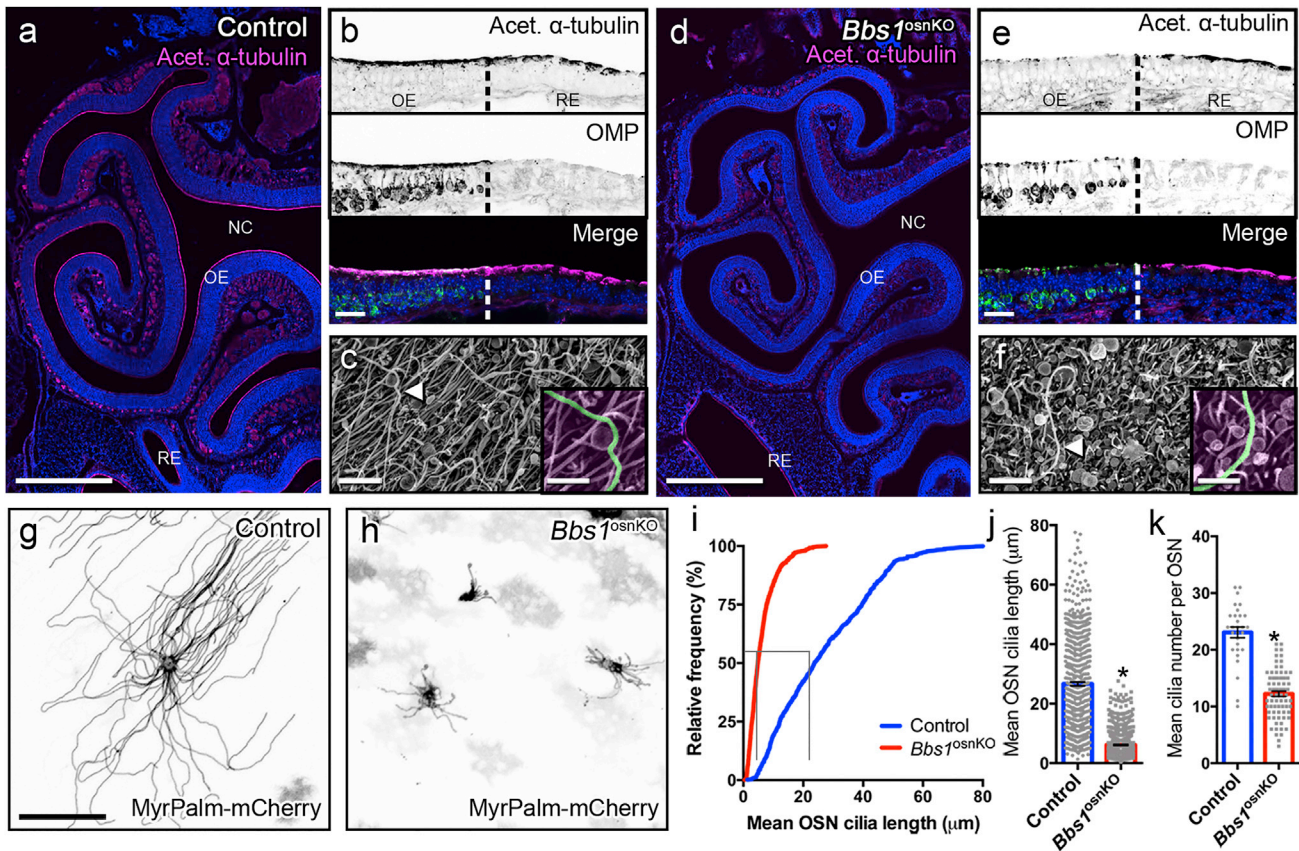 a
Control
Acet. α-tubulin
NC
OE
RE
b
Acet. α-tubulin
OE
RE
OMP
Merge
c
d
Bbs1osnKO
Acet. α-tubulin
NC
OE
RE
e
Acet. α-tubulin
OE
RE
OMP
Merge
f
g
Control
MyrPalm-mCherry
h
Bbs1osnKO
MyrPalm-mCherry
i
Relative frequency (%)
100
75
50
25
0
0
20
40
60
80
Control
Bbs1osnKO
Mean OSN cilia length (μm)
j
Mean OSN cilia length (μm)
80
60
40
20
0
*
Control
Bbs1osnKO
k
Mean cilia number per OSN
40
30
20
10
0
*
Control
Bbs1osnKO